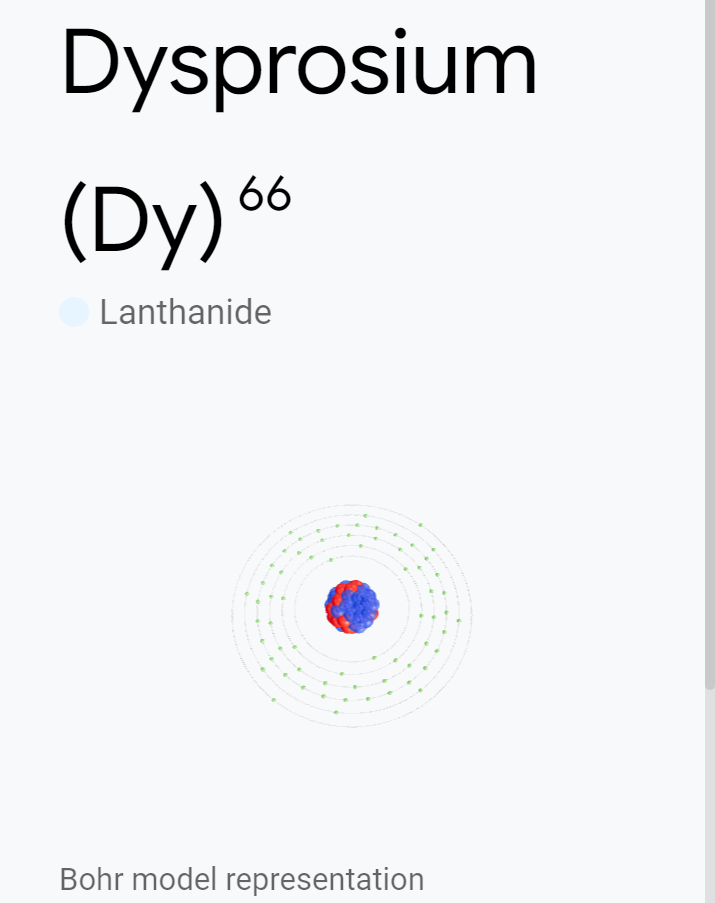 Dysprosium
(Dy)⁶⁶
Lanthanide
Bohr model representation